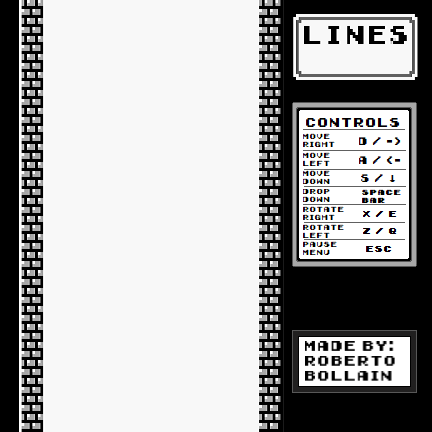 LINES
CONTROLS
MOVE RIGHT D / ->
MOVE LEFT A / <-
MOVE DOWN S / ↓
DROP DOWN SPACE BAR
ROTATE RIGHT X / E
ROTATE LEFT Z / Q
PAUSE MENU ESC
MADE BY:
ROBERTO
BOLLAIN